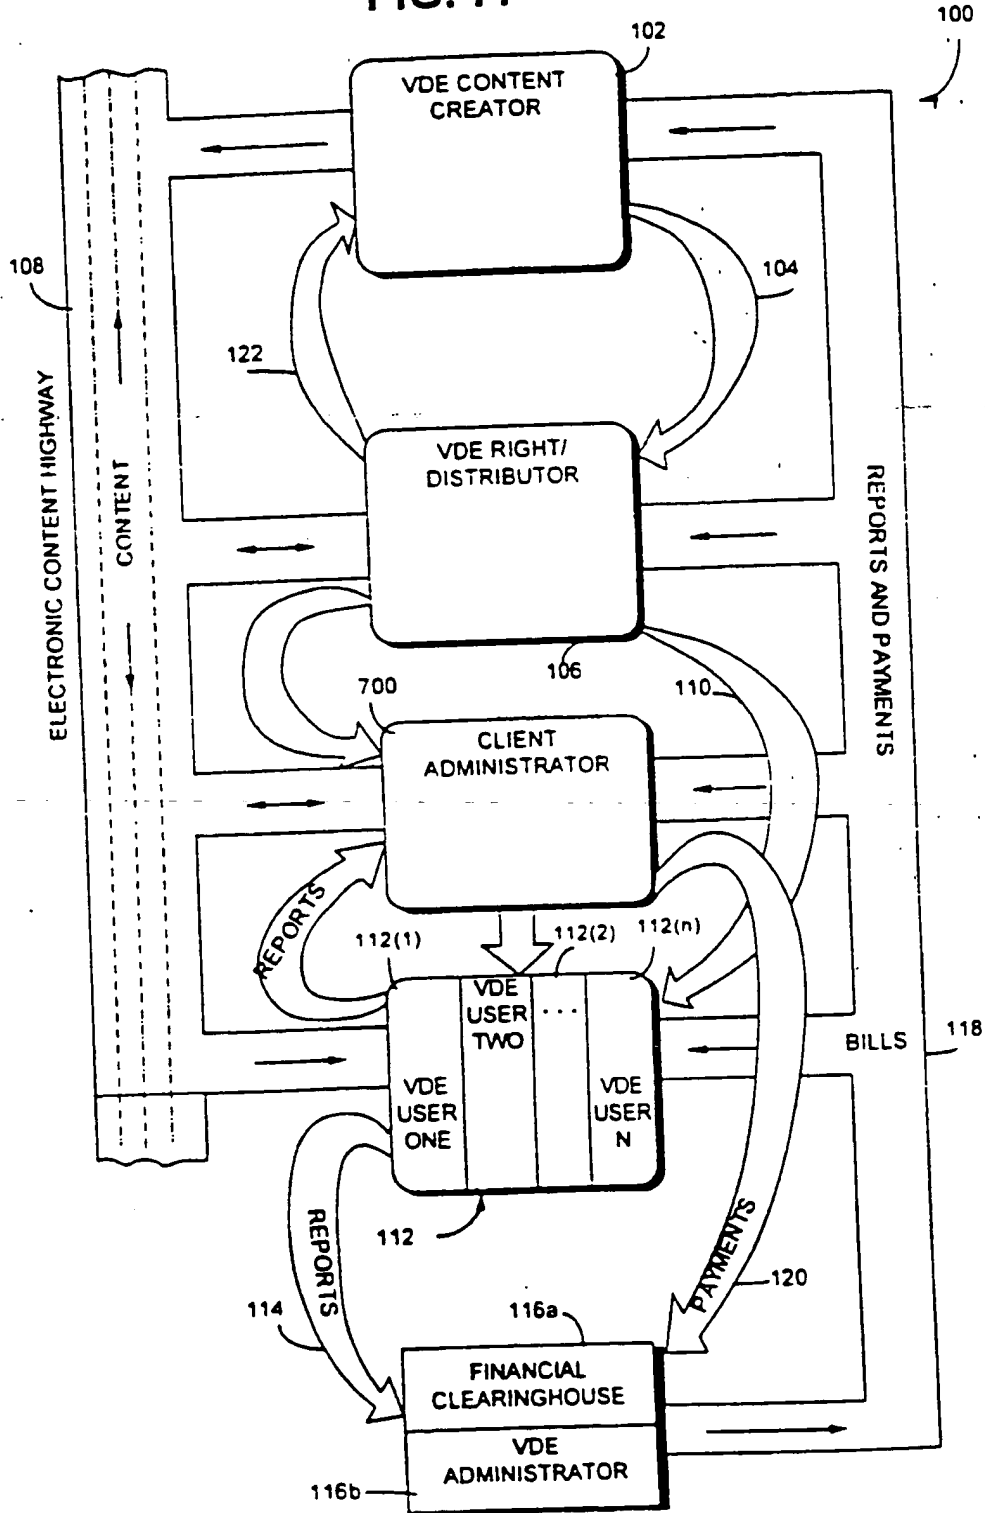 100
102
VDE CONTENT
CREATOR
108
104
122
ELECTRONIC CONTENT HIGHWAY
CONTENT
VDE RIGHT/
DISTRIBUTOR
REPORTS AND PAYMENTS
106
700
110
CLIENT
ADMINISTRATOR
REPORTS
112(1)
112(2)
112(n)
VDE
USER
TWO
...
BILLS
118
VDE
USER
ONE
VDE
USER
N
112
REPORTS
PAYMENTS
114
120
116a
FINANCIAL
CLEARINGHOUSE
VDE
ADMINISTRATOR
116b